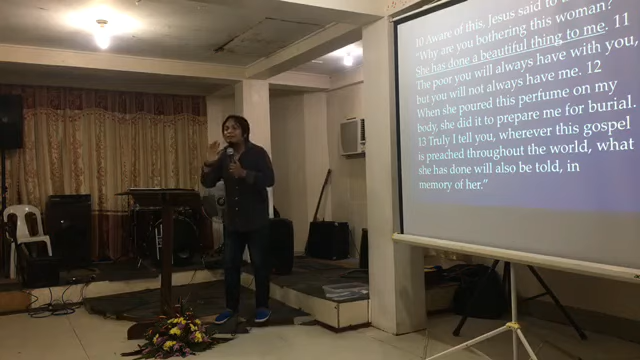 10 Aware of this, Jesus said to
"Why are you bothering this woman?
She has done a beautiful thing to me. 11
The poor you will always have with you,
but you will not always have me. 12
When she poured this perfume on my
body, she did it to prepare me for burial.
13 Truly I tell you, wherever this gospel
is preached throughout the world, what
she has done will also be told, in
memory of her."